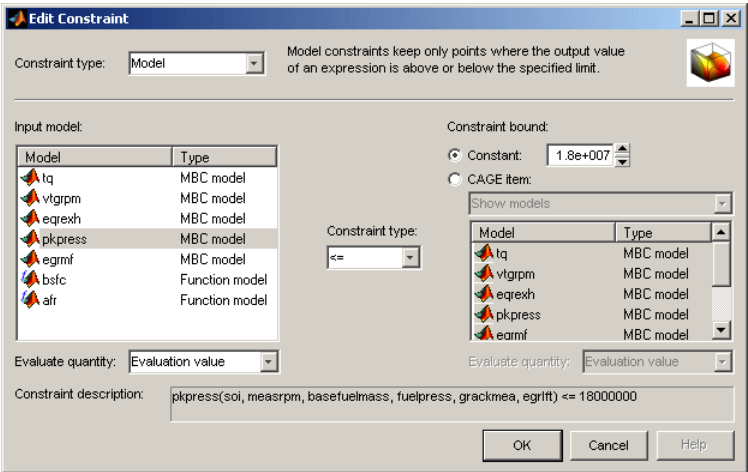 Edit Constraint
Constraint type: Model
Model constraints keep only points where the output value
of an expression is above or below the specified limit.
Input model:
Model Type
tq MBC model
vtgrpm MBC model
eqrexh MBC model
pkpress MBC model
egrmf MBC model
bsfc Function model
afr Function model
Evaluate quantity: Evaluation value
Constraint type:
<=
Constraint bound:
Constant: 1.8e+007
CAGE item:
Show models
Model Type
tq MBC model
vtgrpm MBC model
eqrexh MBC model
pkpress MBC model
egrmf MBC model
Evaluate quantity: Evaluation value
Constraint description: pkpress(soi, measrpm, basefuelmass, fuelpress, grackmea, egrlft) <= 18000000
OK Cancel Help